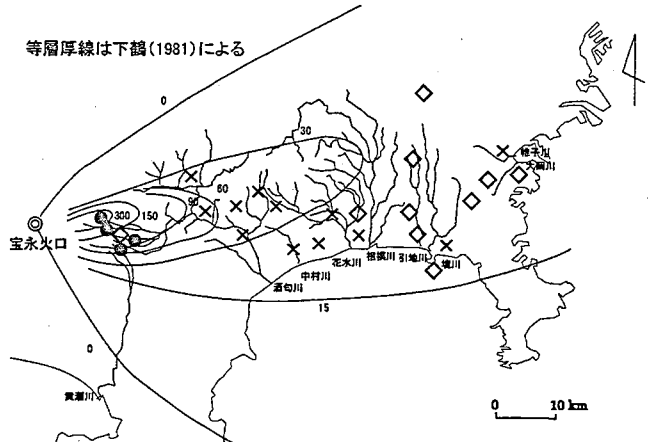 等層厚線は下鶴(1981)による
0
30
60
90
300
150
宝永火口
帷子川
大岡川
花水川
相模川
引地川
境川
中村川
酒匂川
15
0
黄瀬川
0
10 km